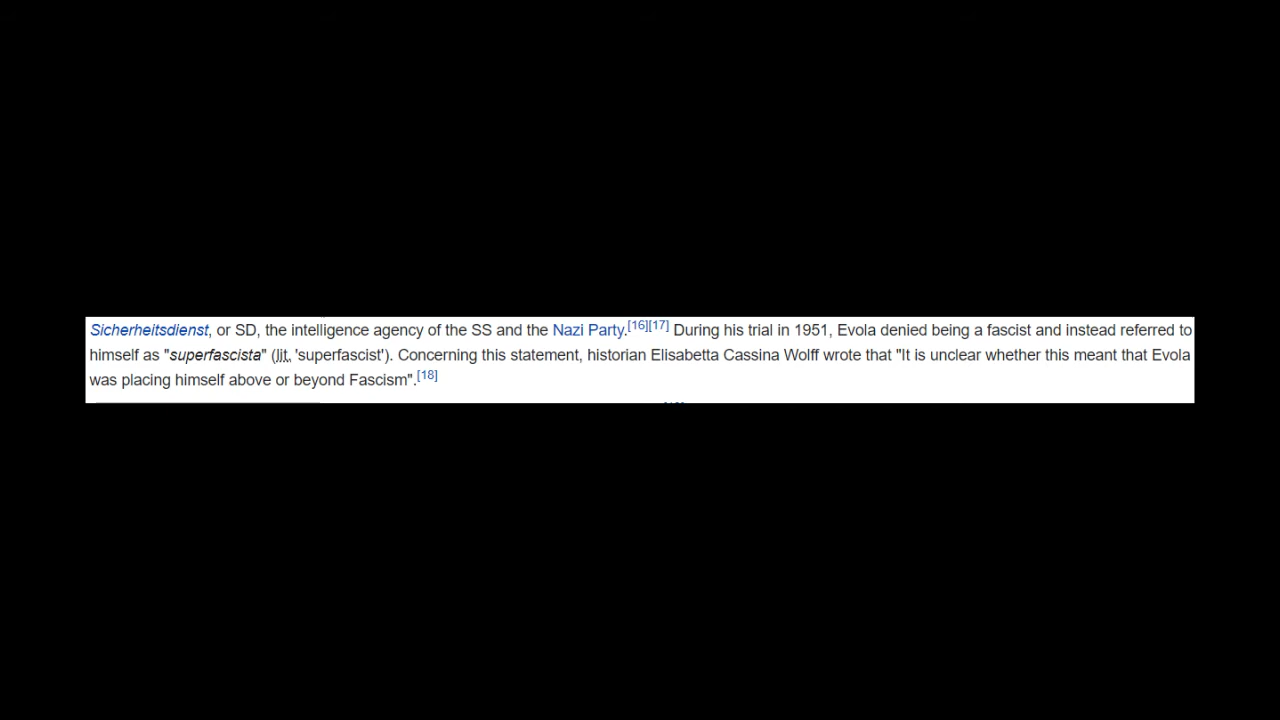 Sicherheitsdienst, or SD, the intelligence agency of the SS and the Nazi Party.[16][17] During his trial in 1951, Evola denied being a fascist and instead referred to
himself as "superfascista" (lit. 'superfascist'). Concerning this statement, historian Elisabetta Cassina Wolff wrote that "It is unclear whether this meant that Evola
was placing himself above or beyond Fascism".[18]